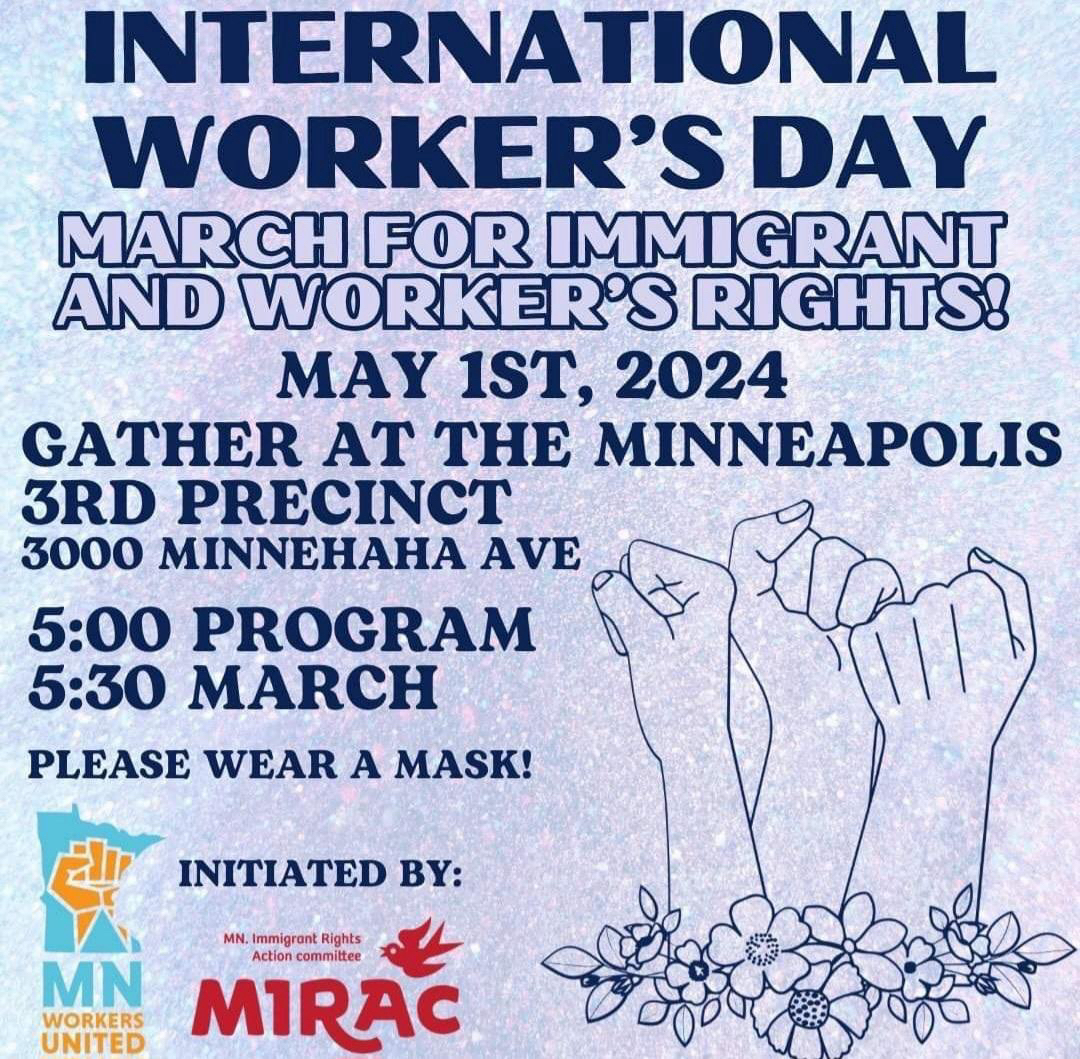 INTERNATIONAL
WORKER'S DAY
MARCH FOR IMMIGRANT
AND WORKER'S RIGHTS!
MAY 1ST, 2024
GATHER AT THE MINNEAPOLIS
3RD PRECINCT
3000 MINNEHAHA AVE
5:00 PROGRAM
5:30 MARCH
PLEASE WEAR A MASK!
INITIATED BY:
MN
WORKERS
UNITED
MN. Immigrant Rights
Action committee
MIRAC